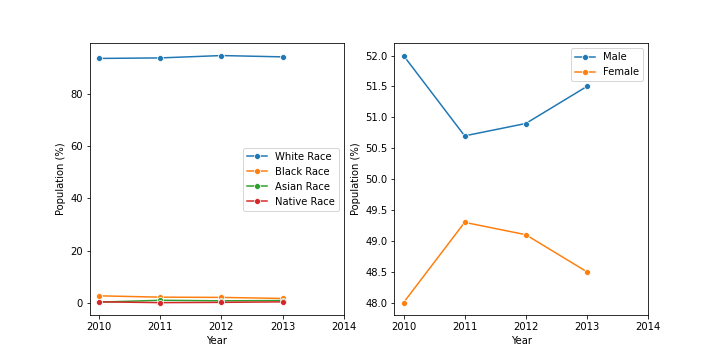 80
60
40
20
0
Population (%)
White Race
Black Race
Asian Race
Native Race
2010 2011 2012 2013 2014
Year
52.0
51.5
51.0
50.5
50.0
49.5
49.0
48.5
48.0
Population (%)
Male
Female
2010 2011 2012 2013 2014
Year